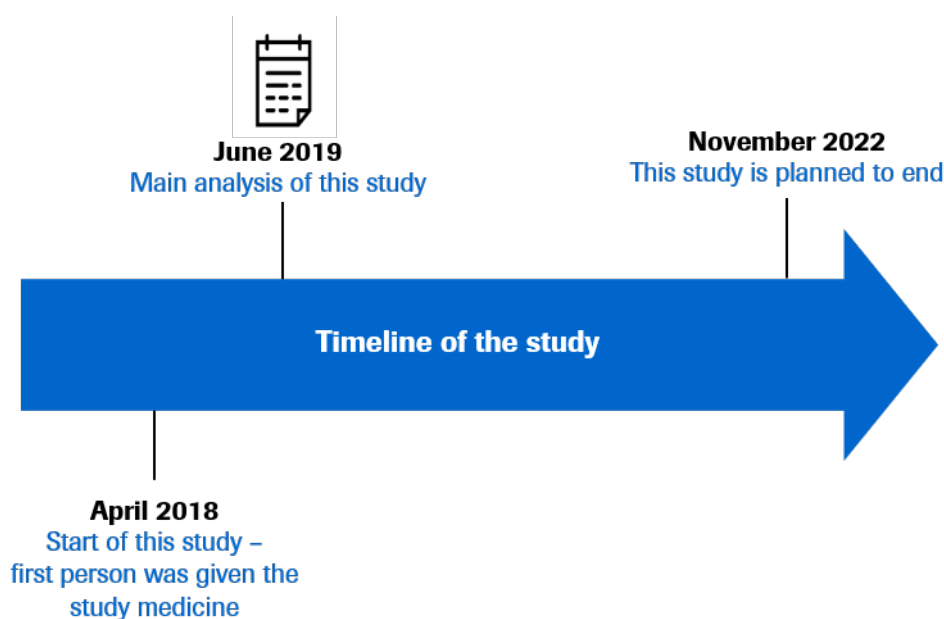 June 2019
Main analysis of this study
November 2022
This study is planned to end
Timeline of the study
April 2018
Start of this study –
first person was given the
study medicine